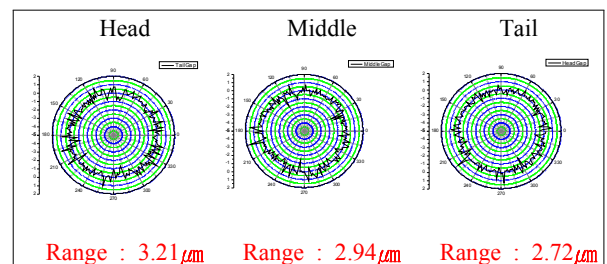 Head Middle Tail
TailGap MiddleGap HeadGap
90 90 90
120 60 120 60 120 60
150 30 150 30 150 30
180 0 180 0 180 0
210 330 210 330 210 330
240 300 240 300 240 300
270 270 270
Range : 3.21㎛ Range : 2.94㎛ Range : 2.72㎛